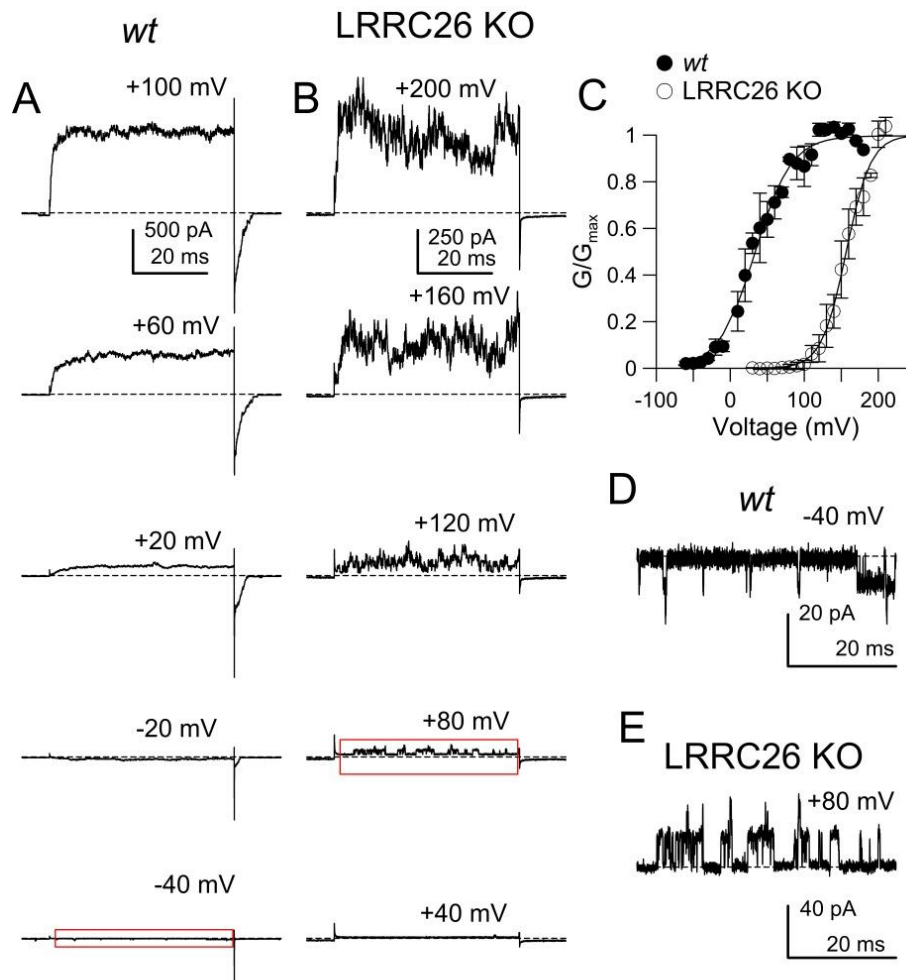 wt
LRRC26 KO
A
+100 mV
500 pA
20 ms
+60 mV
+20 mV
-20 mV
-40 mV
B
+200 mV
250 pA
20 ms
+160 mV
+120 mV
+80 mV
+40 mV
C
wt
LRRC26 KO
G/Gmax
1
0.8
0.6
0.4
0.2
0
-100 0 100 200
Voltage (mV)
D
wt
-40 mV
20 pA
20 ms
E
LRRC26 KO
+80 mV
40 pA
20 ms